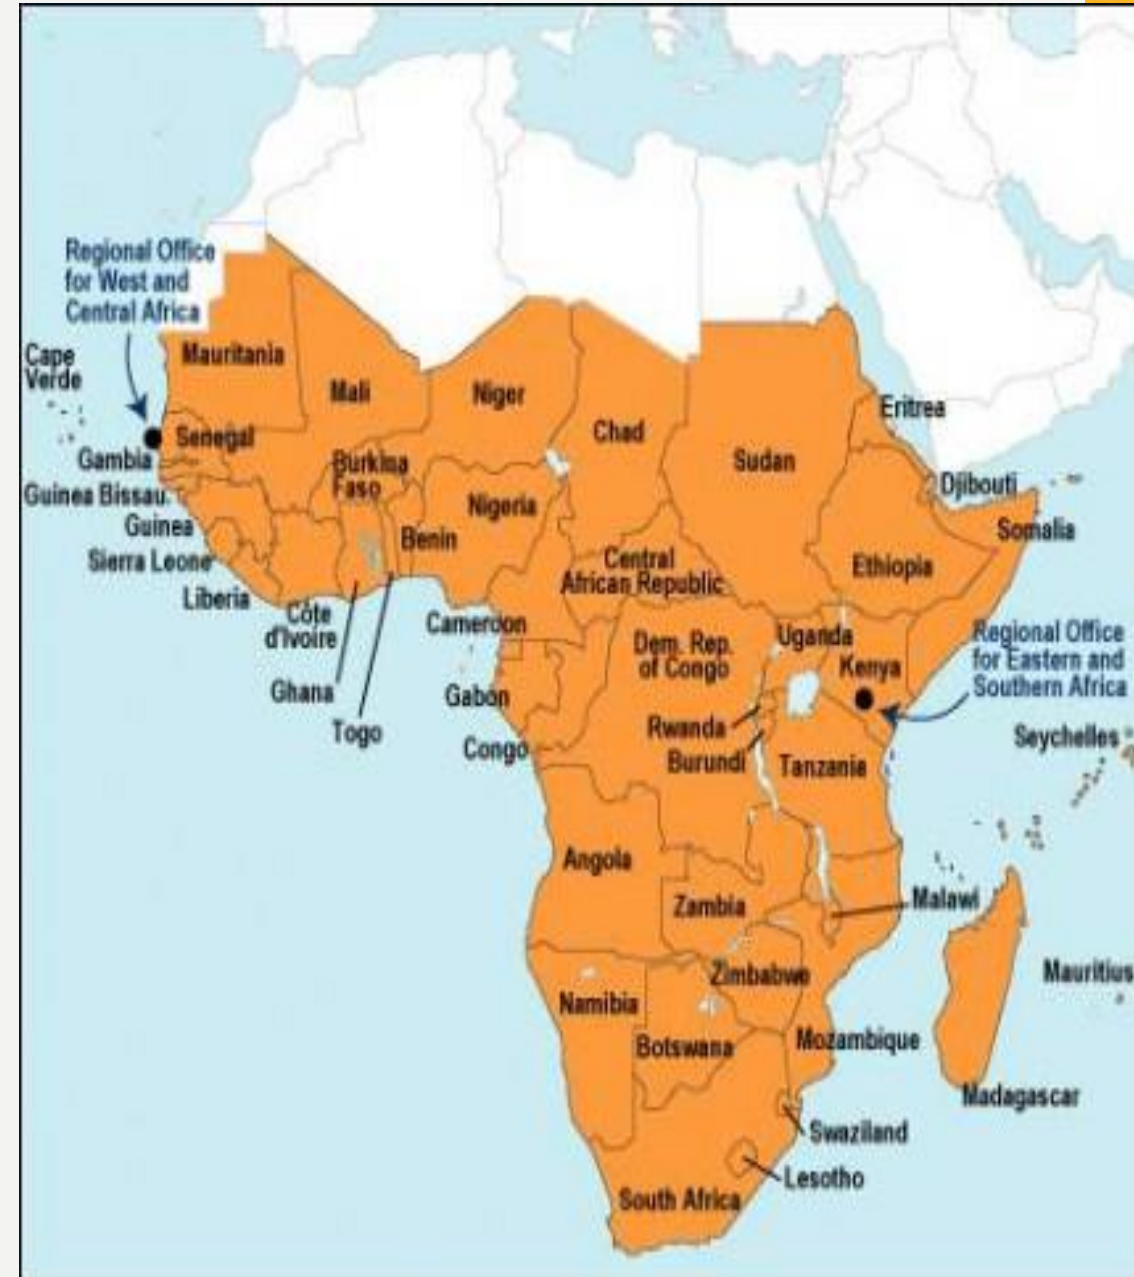 Regional Office
for West and
Central Africa
Cape
Verde
Mauritania
Mali
Niger
Chad
Sudan
Eritrea
Senegal
Gambia
Burkina
Faso
Guinea Bissau
Nigeria
Djibouti
Guinea
Benin
Somalia
Sierra Leone
Central
African Republic
Ethiopia
Liberia
Côte
d'Ivoire
Cameroon
Dem. Rep.
of Congo
Uganda
Kenya
Regional Office
for Eastern and
Southern Africa
Ghana
Gabon
Togo
Rwanda
Seychelles
Congo
Burundi
Tanzania
Angola
Zambia
Malawi
Zimbabwe
Mauritius
Namibia
Botswana
Mozambique
Madagascar
Swaziland
Lesotho
South Africa